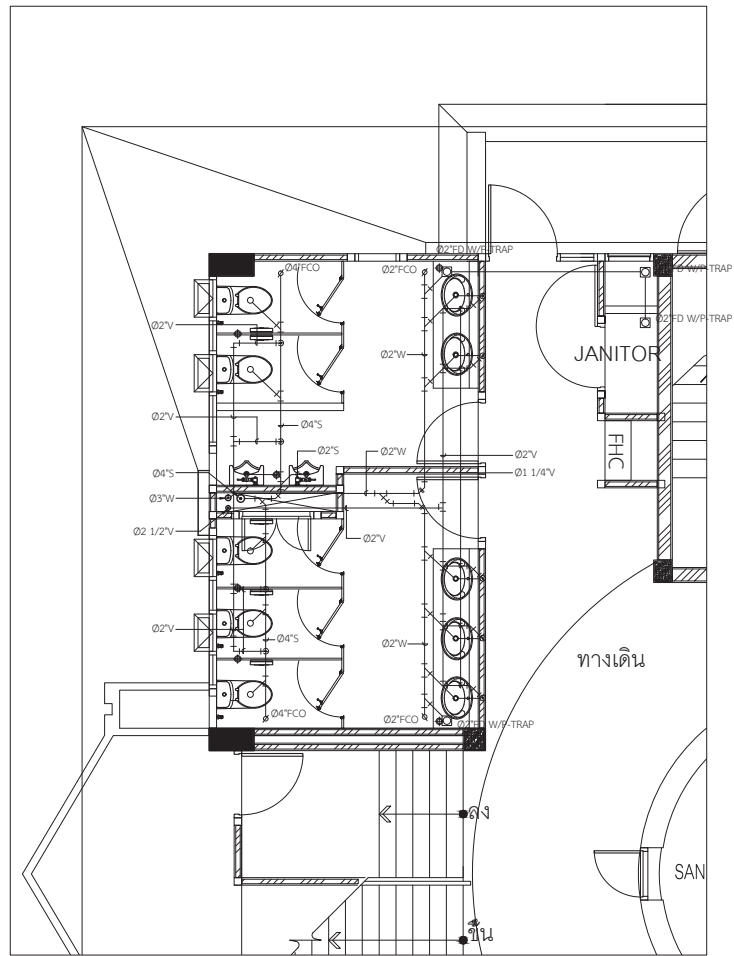 Ø2"FD W/P-TRAP
Ø4"FCO
Ø2"FCO
FD W/P-TRAP
Ø2"V
Ø2"FD W/P-TRAP
Ø2"W
JANITOR
Ø2"V
Ø4"S
FHC
Ø2"S
Ø2"W
Ø2"V
Ø4"S
Ø1 1/4"V
Ø3"W
Ø2 1/2"V
Ø2"V
Ø2"V
Ø4"S
Ø2"W
ทางเดิน
Ø4"FCO
Ø2"FCO
Ø2"FD W/P-TRAP
ลง
SAN
ขึ้น